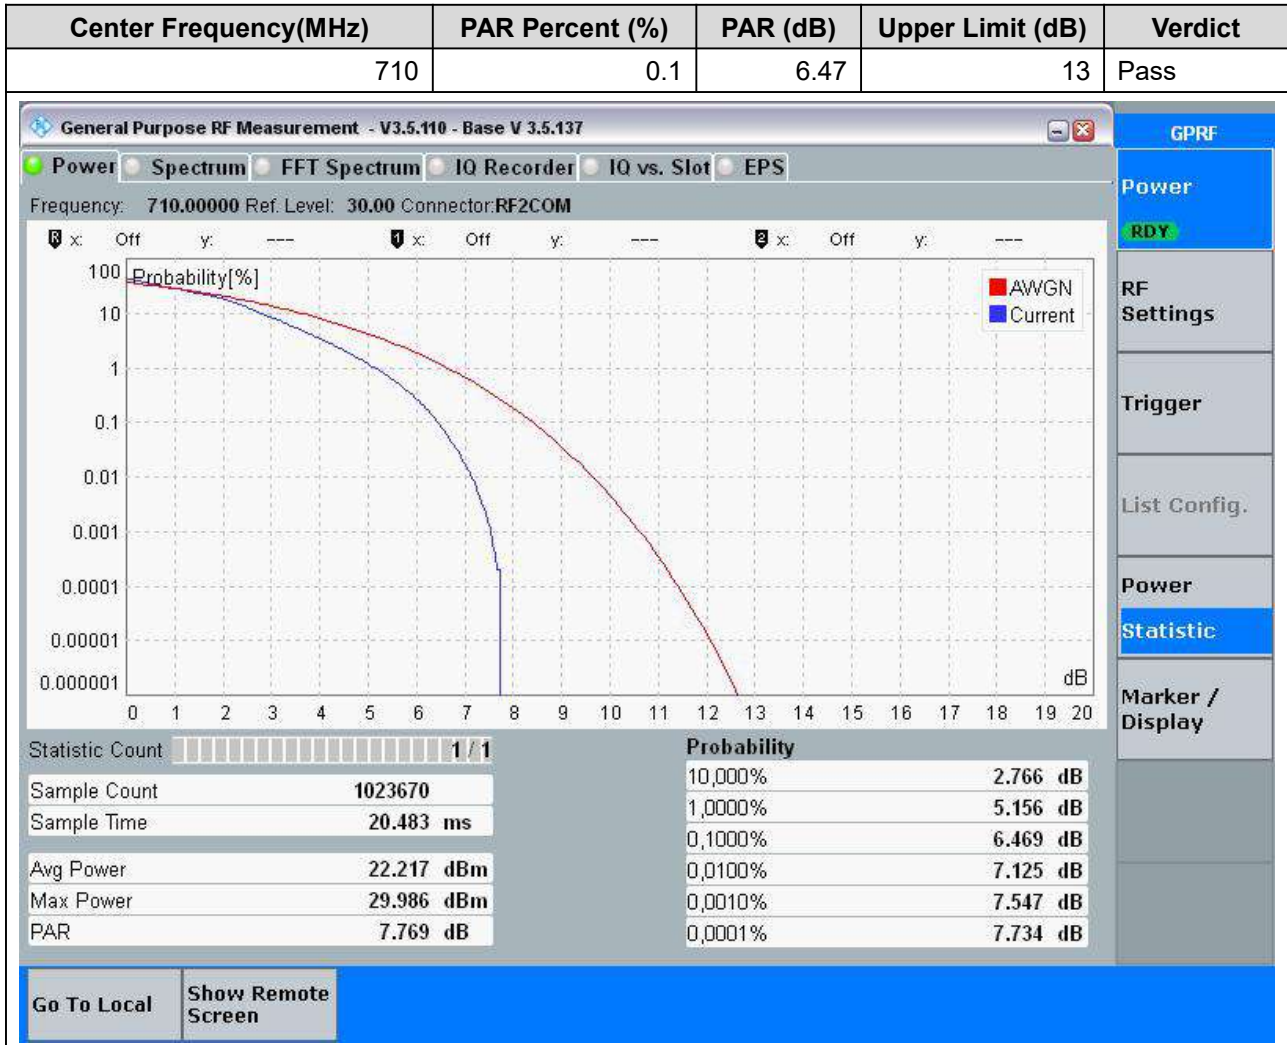 Center Frequency(MHz) PAR Percent (%) PAR (dB) Upper Limit (dB) Verdict
710 0.1 6.47 13 Pass
General Purpose RF Measurement - V3.5.110 - Base V 3.5.137
GPRF
Power Spectrum FFT Spectrum IQ Recorder IQ vs. Slot EPS
Frequency: 710.00000 Ref. Level: 30.00 Connector:RF2COM
R x: Off y: --- 1 x: Off y: --- 2 x: Off y: ---
Probability[%]
100
10
1
0.1
0.01
0.001
0.0001
0.00001
0.000001
AWGN
Current
dB
0 1 2 3 4 5 6 7 8 9 10 11 12 13 14 15 16 17 18 19 20
Statistic Count 1 / 1
Sample Count 1023670
Sample Time 20.483 ms
Avg Power 22.217 dBm
Max Power 29.986 dBm
PAR 7.769 dB
Probability
10,000% 2.766 dB
1,0000% 5.156 dB
0,1000% 6.469 dB
0,0100% 7.125 dB
0,0010% 7.547 dB
0,0001% 7.734 dB
Power
RDY
RF
Settings
Trigger
List Config.
Power
Statistic
Marker /
Display
Go To Local
Show Remote
Screen